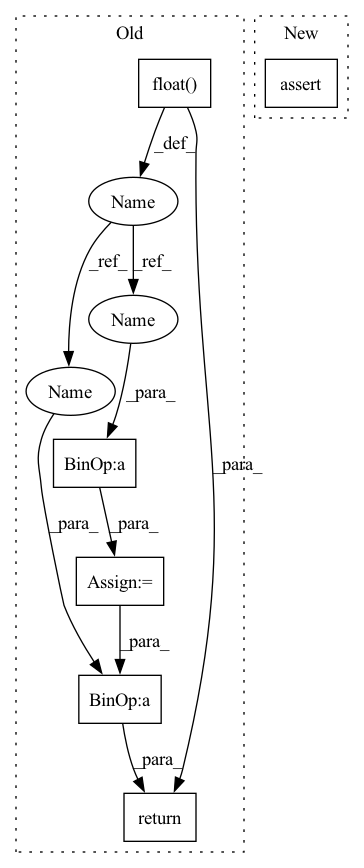 Old
New
float()
assert
_def_
Name
_ref_
_ref_
Name
Name
_para_
BinOp:a
_para_
_para_
_para_
Assign:=
_para_
BinOp:a
_para_
return